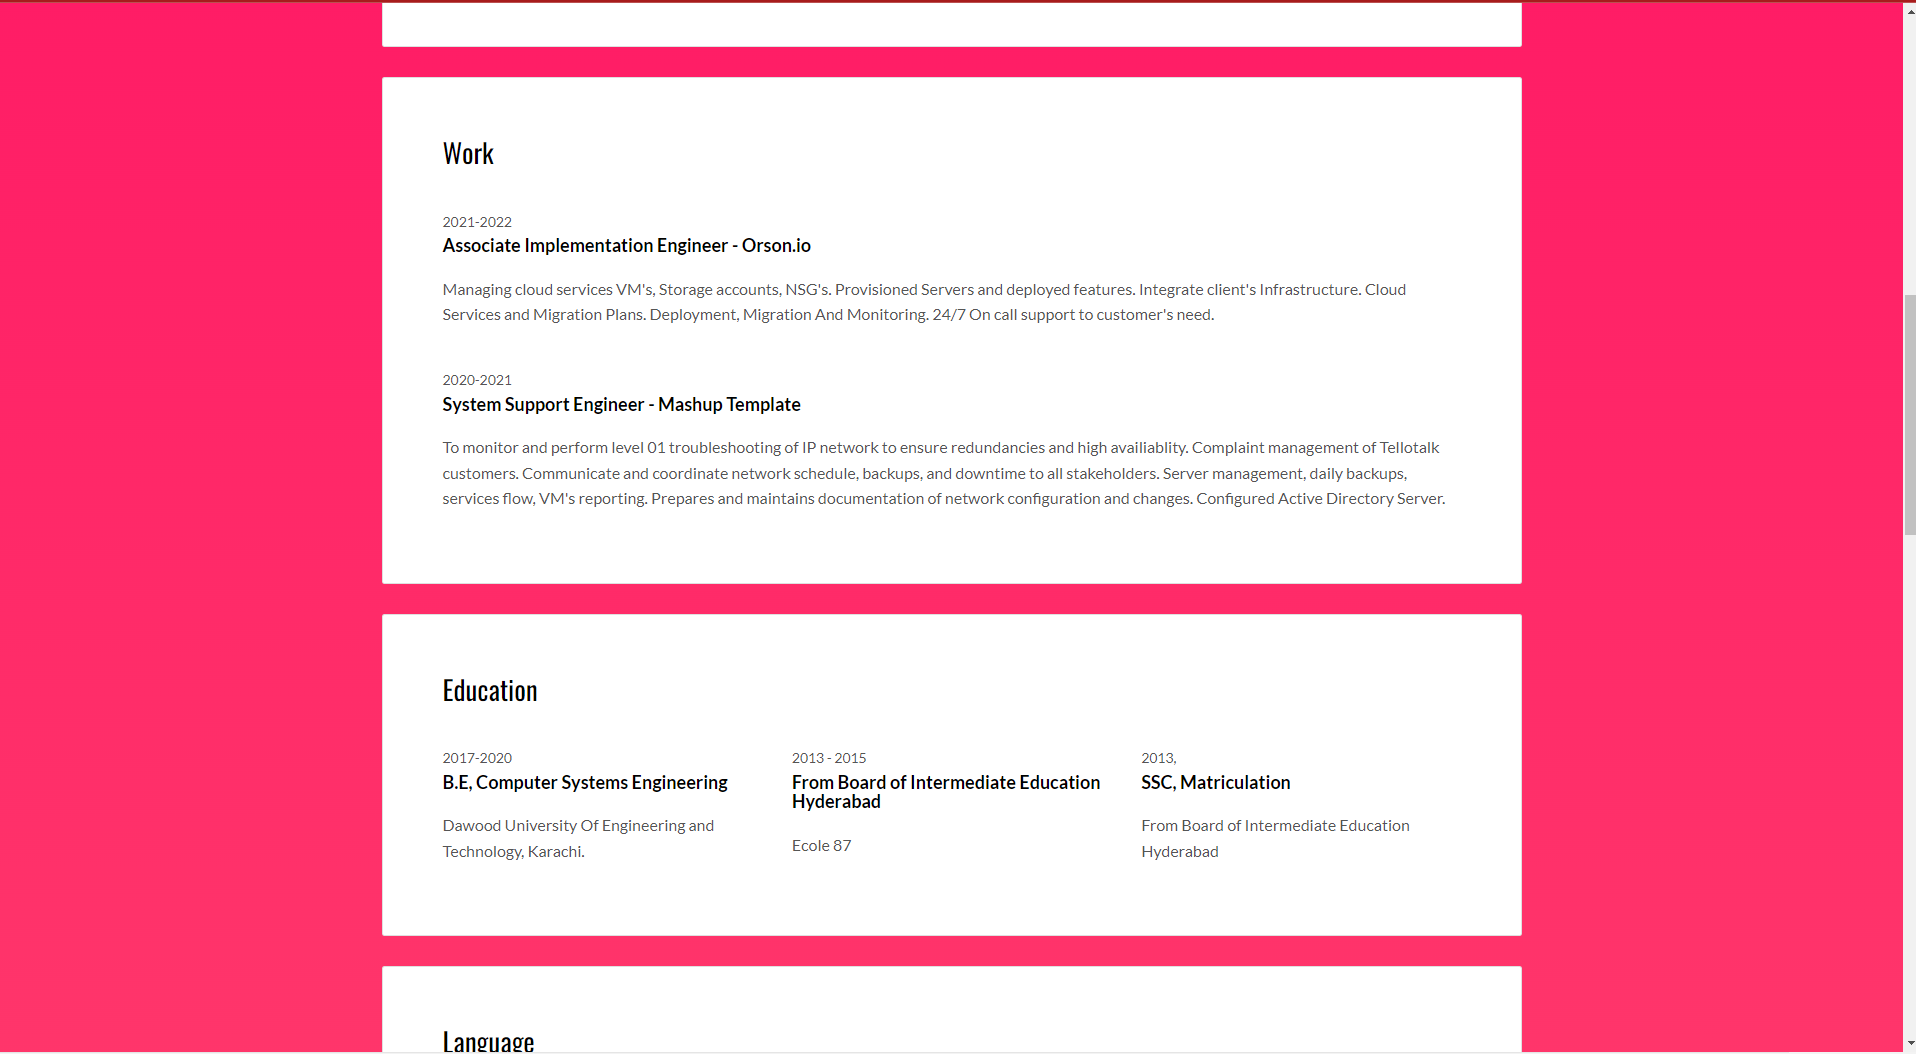 Work
2021-2022
Associate Implementation Engineer - Orson.io
Managing cloud services VM's, Storage accounts, NSG's. Provisioned Servers and deployed features. Integrate client's Infrastructure. Cloud
Services and Migration Plans. Deployment, Migration And Monitoring. 24/7 On call support to customer's need.
2020-2021
System Support Engineer - Mashup Template
To monitor and perform level 01 troubleshooting of IP network to ensure redundancies and high availiablity. Complaint management of Tellotalk
customers. Communicate and coordinate network schedule, backups, and downtime to all stakeholders. Server management, daily backups,
services flow, VM's reporting. Prepares and maintains documentation of network configuration and changes. Configured Active Directory Server.
Education
2017-2020
B.E, Computer Systems Engineering
Dawood University Of Engineering and
Technology, Karachi.
2013 - 2015
From Board of Intermediate Education
Hyderabad
Ecole 87
2013,
SSC, Matriculation
From Board of Intermediate Education
Hyderabad
Language